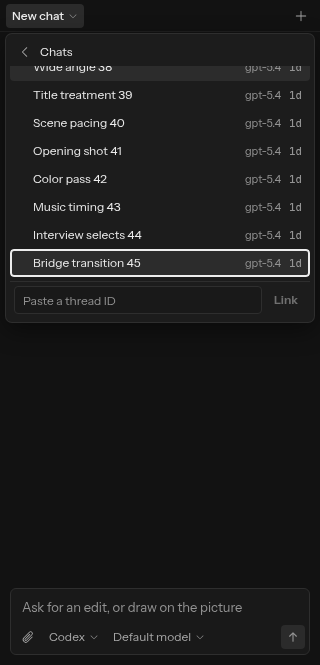 New chat
Chats
Wide angle 38 gpt-5.4 1d
Title treatment 39 gpt-5.4 1d
Scene pacing 40 gpt-5.4 1d
Opening shot 41 gpt-5.4 1d
Color pass 42 gpt-5.4 1d
Music timing 43 gpt-5.4 1d
Interview selects 44 gpt-5.4 1d
Bridge transition 45 gpt-5.4 1d
Paste a thread ID Link
Ask for an edit, or draw on the picture
Codex Default model